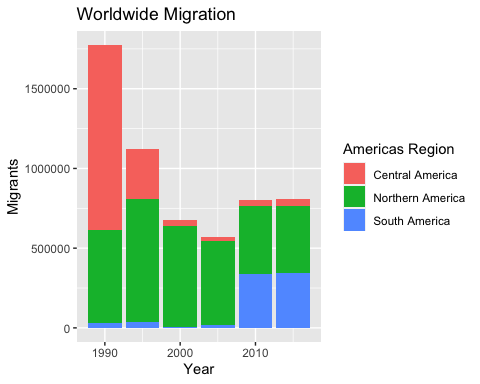 Worldwide Migration
1500000
1000000
500000
0
Migrants
1990
2000
2010
Year
Americas Region
Central America
Northern America
South America